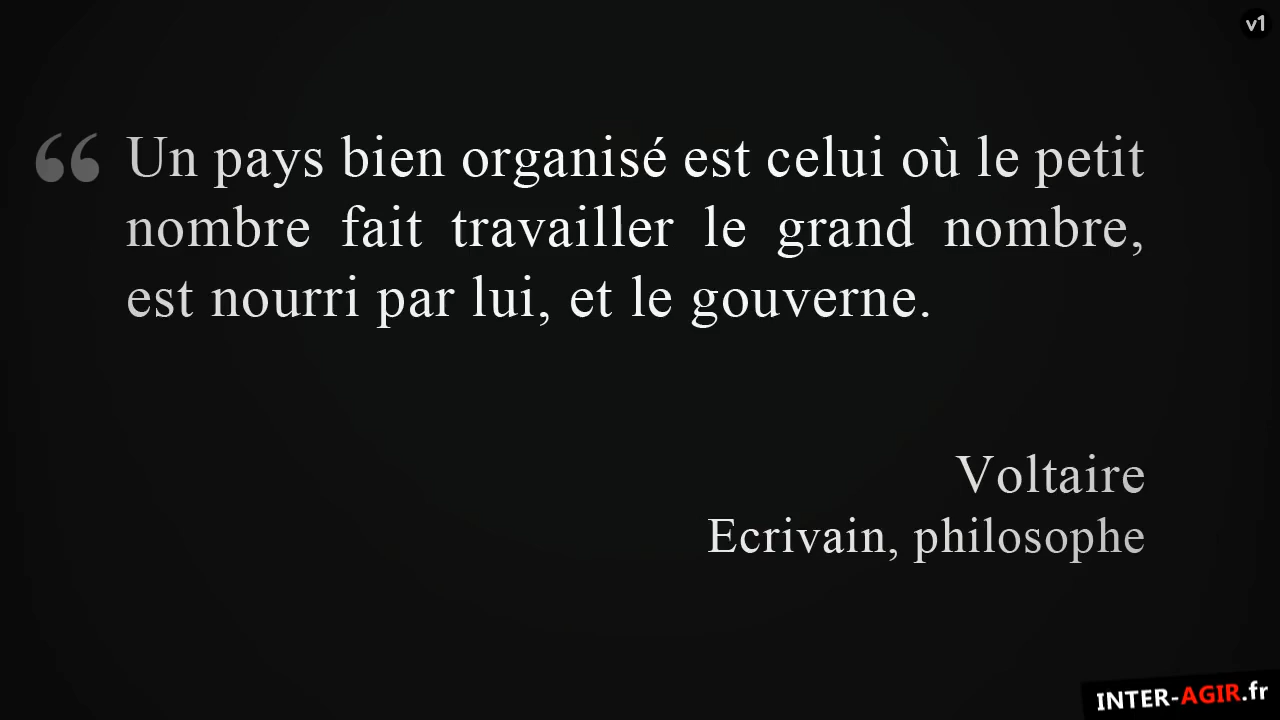 v1
“ Un pays bien organisé est celui où le petit
nombre fait travailler le grand nombre,
est nourri par lui, et le gouverne.
Voltaire
Ecrivain, philosophe
INTER-AGIR.fr